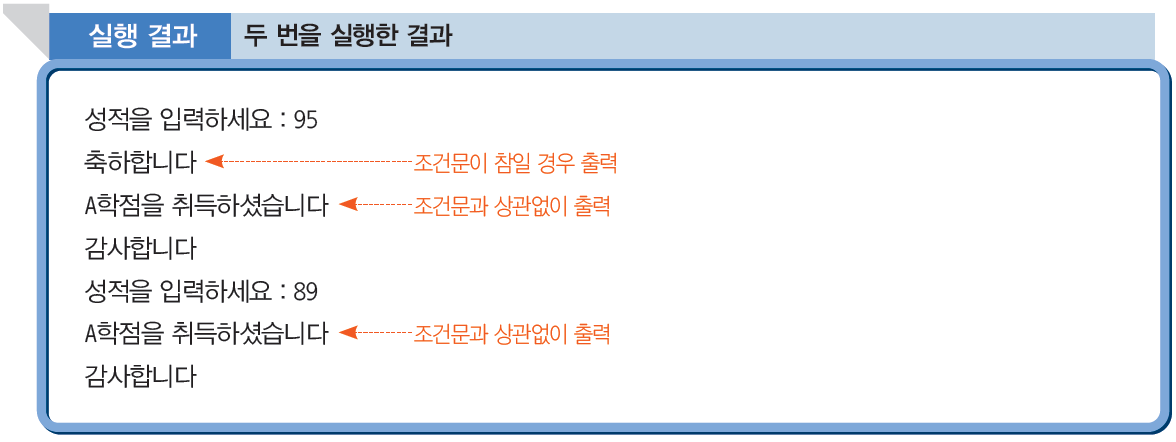 실행 결과 두 번을 실행한 결과
성적을 입력하세요 : 95
축하합니다 조건문이 참일 경우 출력
A학점을 취득하셨습니다 조건문과 상관없이 출력
감사합니다
성적을 입력하세요 : 89
A학점을 취득하셨습니다 조건문과 상관없이 출력
감사합니다